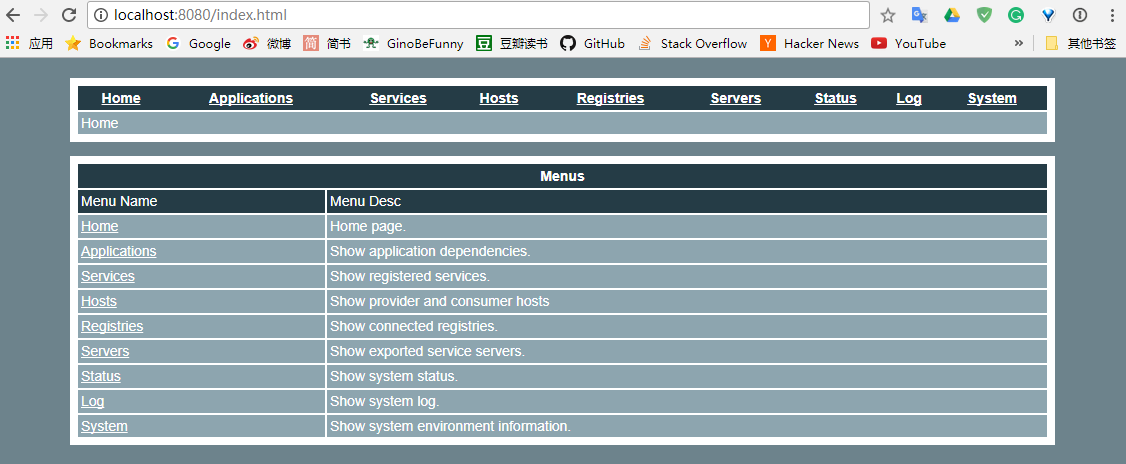 localhost:8080/index.html
应用 Bookmarks Google 微博 简 简书 GinoBeFunny 豆 豆瓣读书 GitHub Stack Overflow Y Hacker News YouTube » 其他书签
Home Applications Services Hosts Registries Servers Status Log System
Home
Menus
Menu Name Menu Desc
Home Home page.
Applications Show application dependencies.
Services Show registered services.
Hosts Show provider and consumer hosts
Registries Show connected registries.
Servers Show exported service servers.
Status Show system status.
Log Show system log.
System Show system environment information.